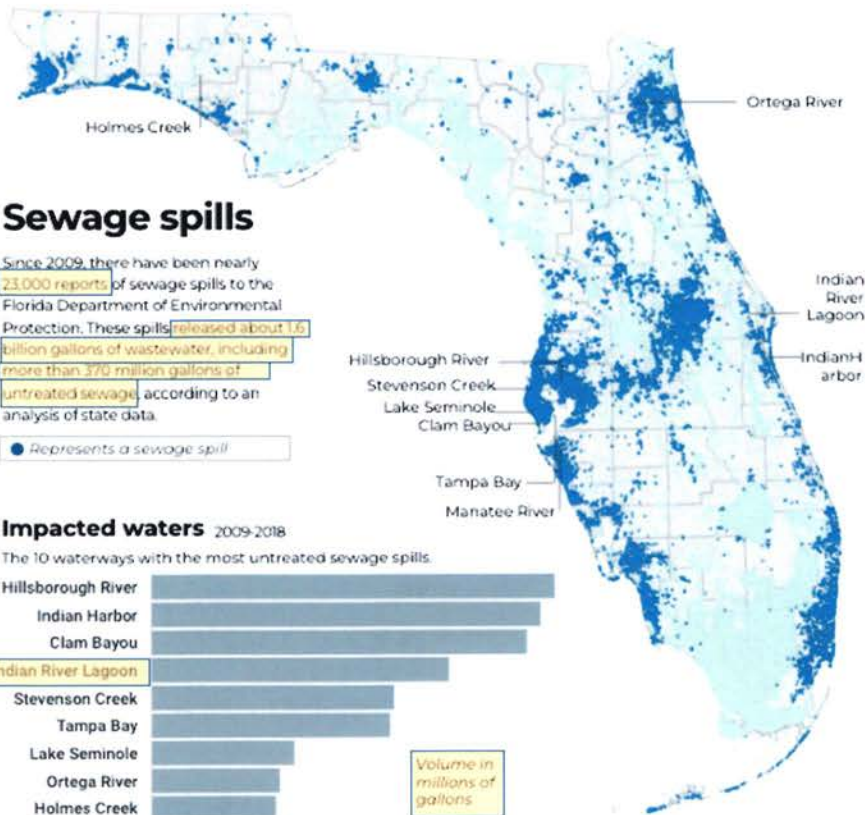 Ortega River
Holmes Creek
Sewage spills
Since 2009, there have been nearly
23,000 reports of sewage spills to the
Florida Department of Environmental
Protection. These spills released about 1.6
billion gallons of wastewater, including
more than 370 million gallons of
untreated sewage, according to an
analysis of state data.
Represents a sewage spill
Indian
River
Lagoon
IndianH
arbor
Hillsborough River
Stevenson Creek
Lake Seminole
Clam Bayou
Tampa Bay
Manatee River
Impacted waters 2009-2018
The 10 waterways with the most untreated sewage spills.
Hillsborough River
Indian Harbor
Clam Bayou
ndian River Lagoon
Stevenson Creek
Tampa Bay
Lake Seminole
Ortega River
Holmes Creek
Volume in
millions of
gallons